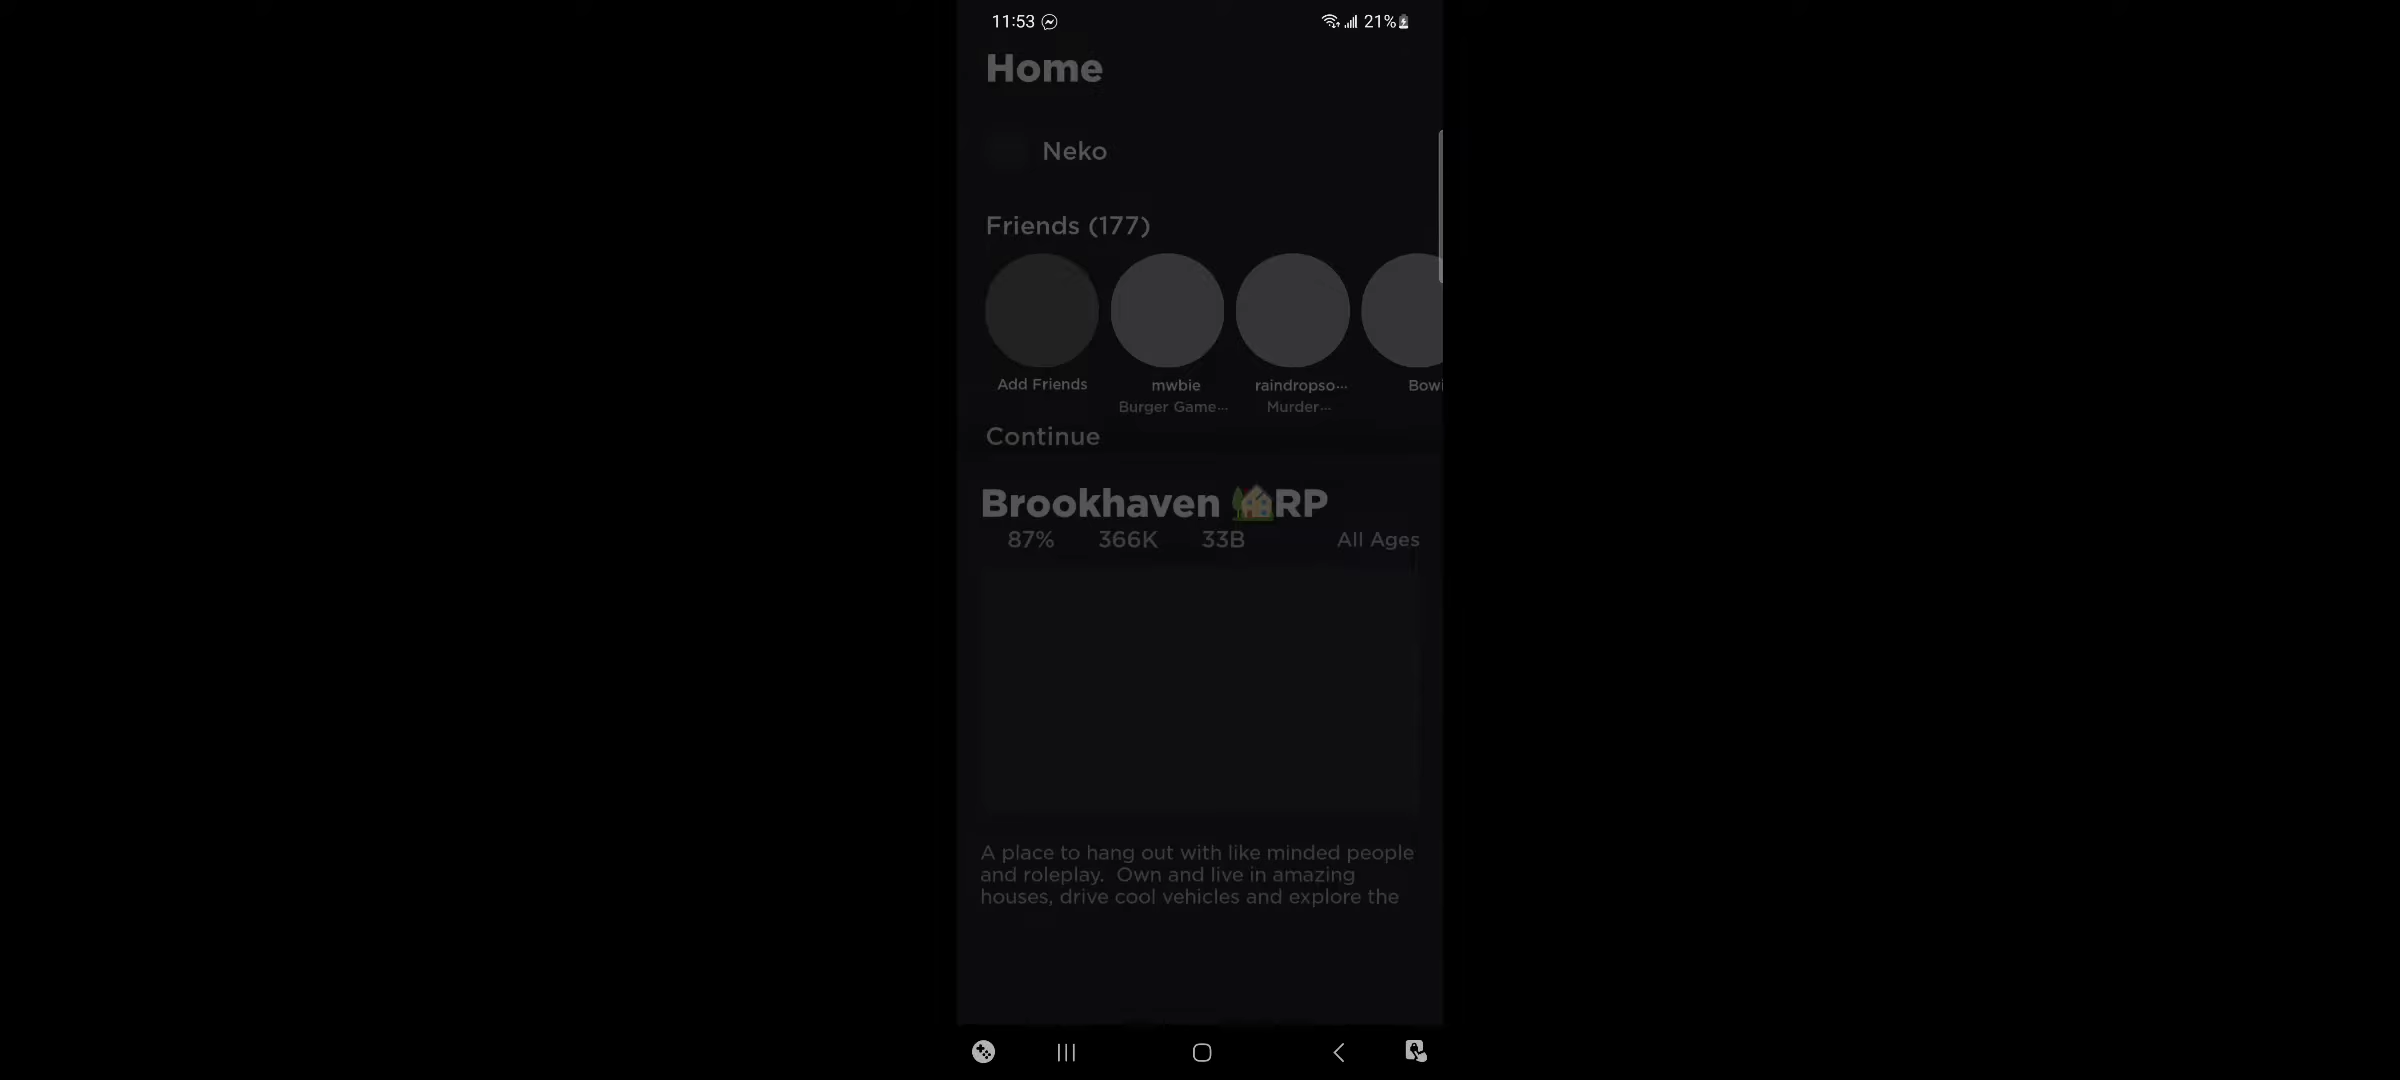 11:53
21%
Home
Neko
Friends (177)
Add Friends
mwbie
raindropso...
Bowi
Burger Game...
Murder...
Continue
Brookhaven 🏡RP
87% 366K 33B All Ages
A place to hang out with like minded people
and roleplay. Own and live in amazing
houses, drive cool vehicles and explore the